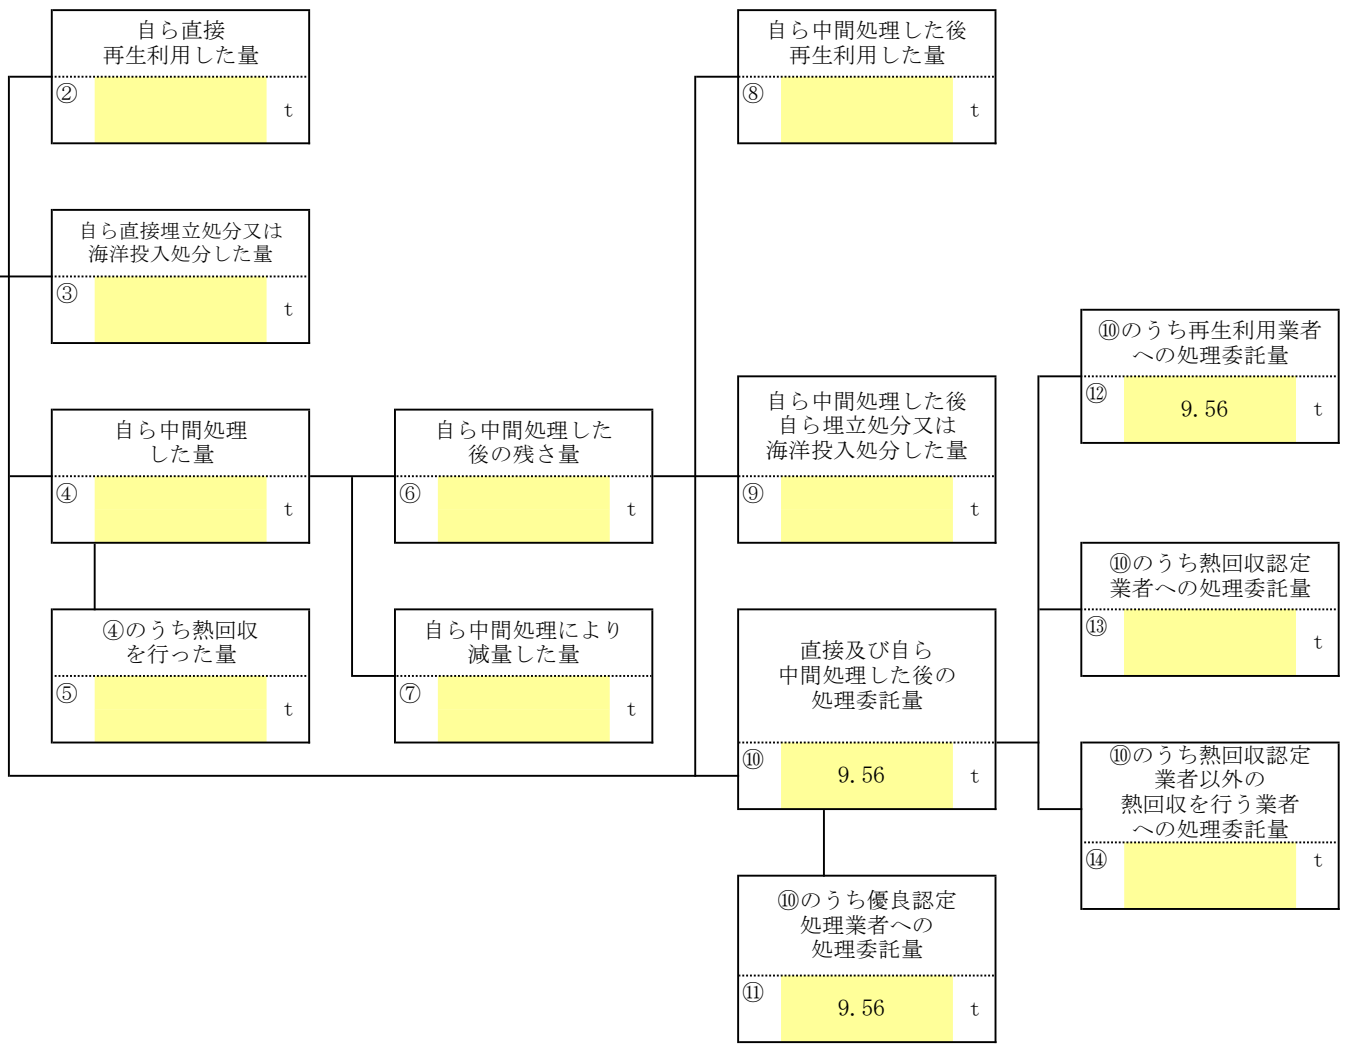 自ら直接
再生利用した量
②
t
自ら中間処理した後
再生利用した量
⑧
t
自ら直接埋立処分又は
海洋投入処分した量
③
t
⑩のうち再生利用業者
への処理委託量
⑫
9.56
t
自ら中間処理
した量
④
t
自ら中間処理した
後の残さ量
⑥
t
自ら中間処理した後
自ら埋立処分又は
海洋投入処分した量
⑨
t
⑩のうち熱回収認定
業者への処理委託量
⑬
t
④のうち熱回収
を行った量
⑤
t
自ら中間処理により
減量した量
⑦
t
直接及び自ら
中間処理した後の
処理委託量
⑩
9.56
t
⑩のうち熱回収認定
業者以外の
熱回収を行う業者
への処理委託量
⑭
t
⑩のうち優良認定
処理業者への
処理委託量
⑪
9.56
t